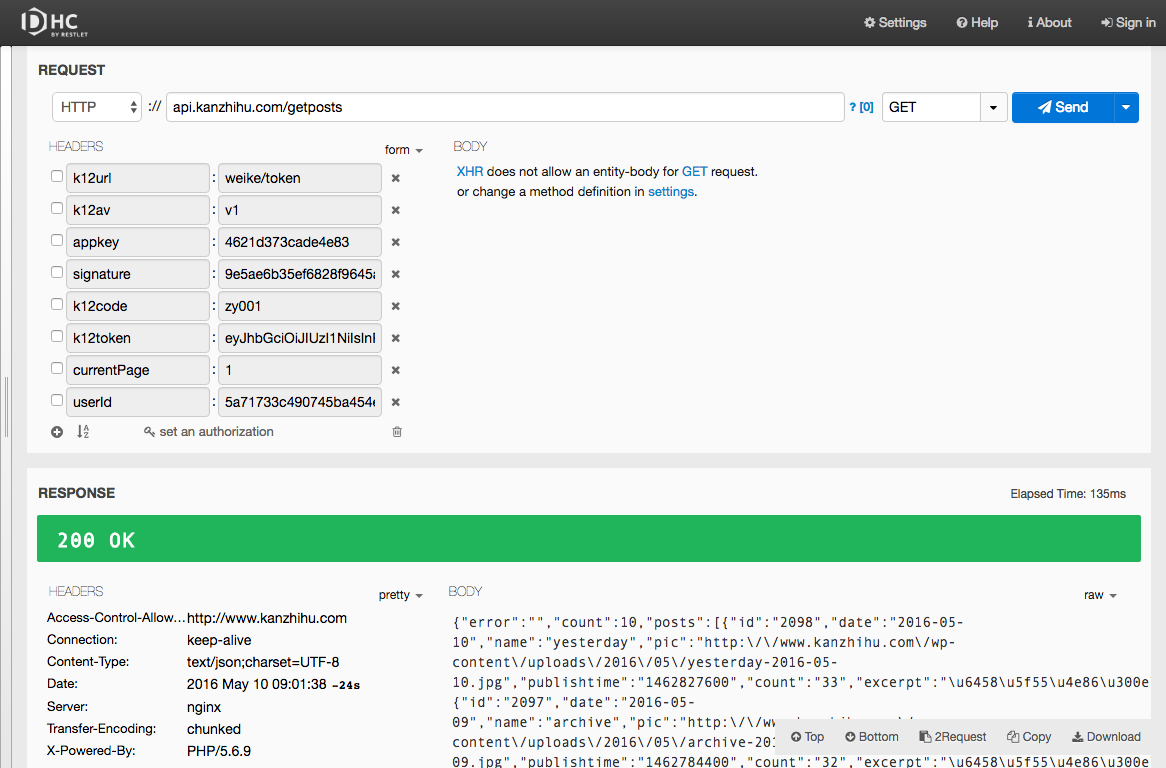 DHC
BY RESTLET
Settings Help About Sign in
REQUEST
HTTP :// api.kanzhihu.com/getposts ? [0] GET Send
HEADERS form BODY
XHR does not allow an entity-body for GET request.
or change a method definition in settings.
k12url : weike/token
k12av : v1
appkey : 4621d373cade4e83
signature : 9e5ae6b35ef6828f9645a
k12code : zy001
k12token : eyJhbGciOiJIUzI1NiIsInR
currentPage : 1
userId : 5a71733c490745ba454e
set an authorization
RESPONSE Elapsed Time: 135ms
200 OK
HEADERS pretty BODY raw
Access-Control-Allow... http://www.kanzhihu.com
Connection: keep-alive
Content-Type: text/json;charset=UTF-8
Date: 2016 May 10 09:01:38 -24s
Server: nginx
Transfer-Encoding: chunked
X-Powered-By: PHP/5.6.9
{"error":"","count":10,"posts":[{"id":"2098","date":"2016-05-
10","name":"yesterday","pic":"http:\/\/www.kanzhihu.com\/wp-
content\/uploads\/2016\/05\/yesterday-2016-05-
10.jpg","publishtime":"1462827600","count":"33","excerpt":"\u6458\u5f55\u4e86\u300e
{"id":"2097","date":"2016-05-
09","name":"archive","pic":"http:\/\/
content\/uploads\/2016\/05\/archive-201
09.jpg","publishtime":"1462784400","count":"32","excerpt":"\u6458\u5f55\u4e86\u300e
Top Bottom 2Request Copy Download